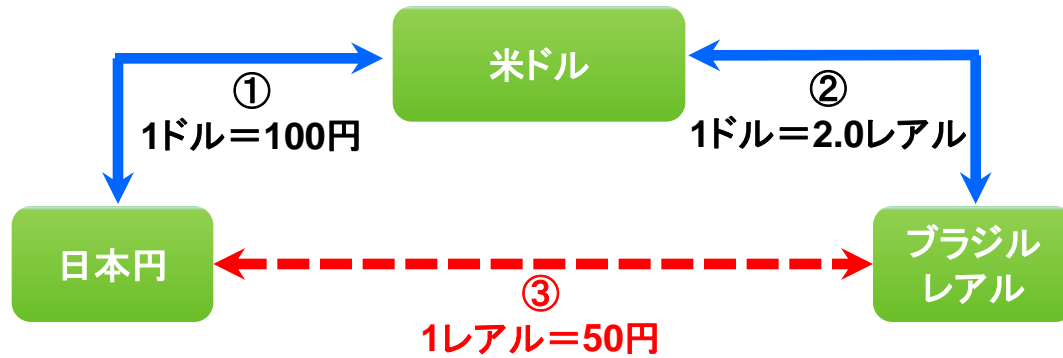 米ドル
①
1ドル＝100円
②
1ドル＝2.0レアル
日本円
ブラジル
レアル
③
1レアル＝50円